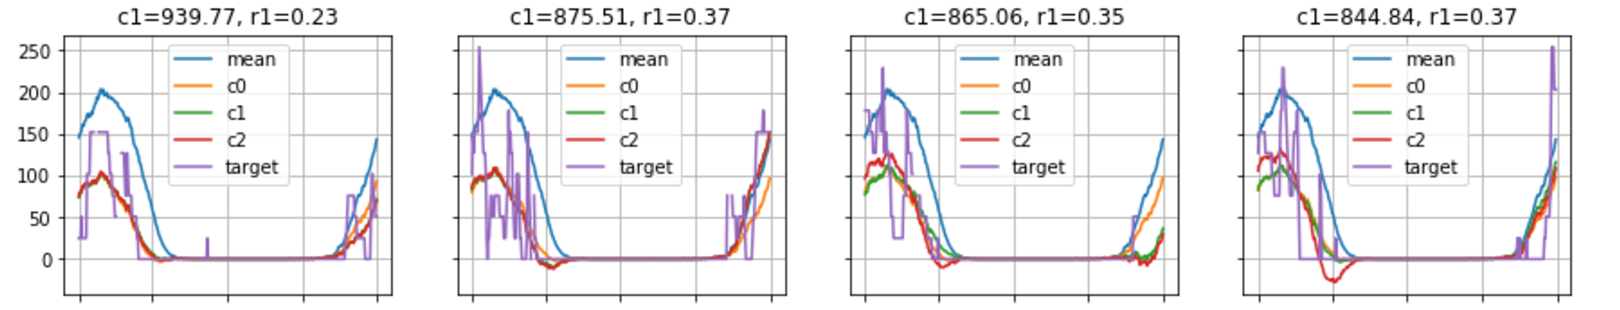 c1=939.77, r1=0.23
c1=875.51, r1=0.37
c1=865.06, r1=0.35
c1=844.84, r1=0.37
250
200
150
100
50
0
mean
c0
c1
c2
target
mean
c0
c1
c2
target
mean
c0
c1
c2
target
mean
c0
c1
c2
target